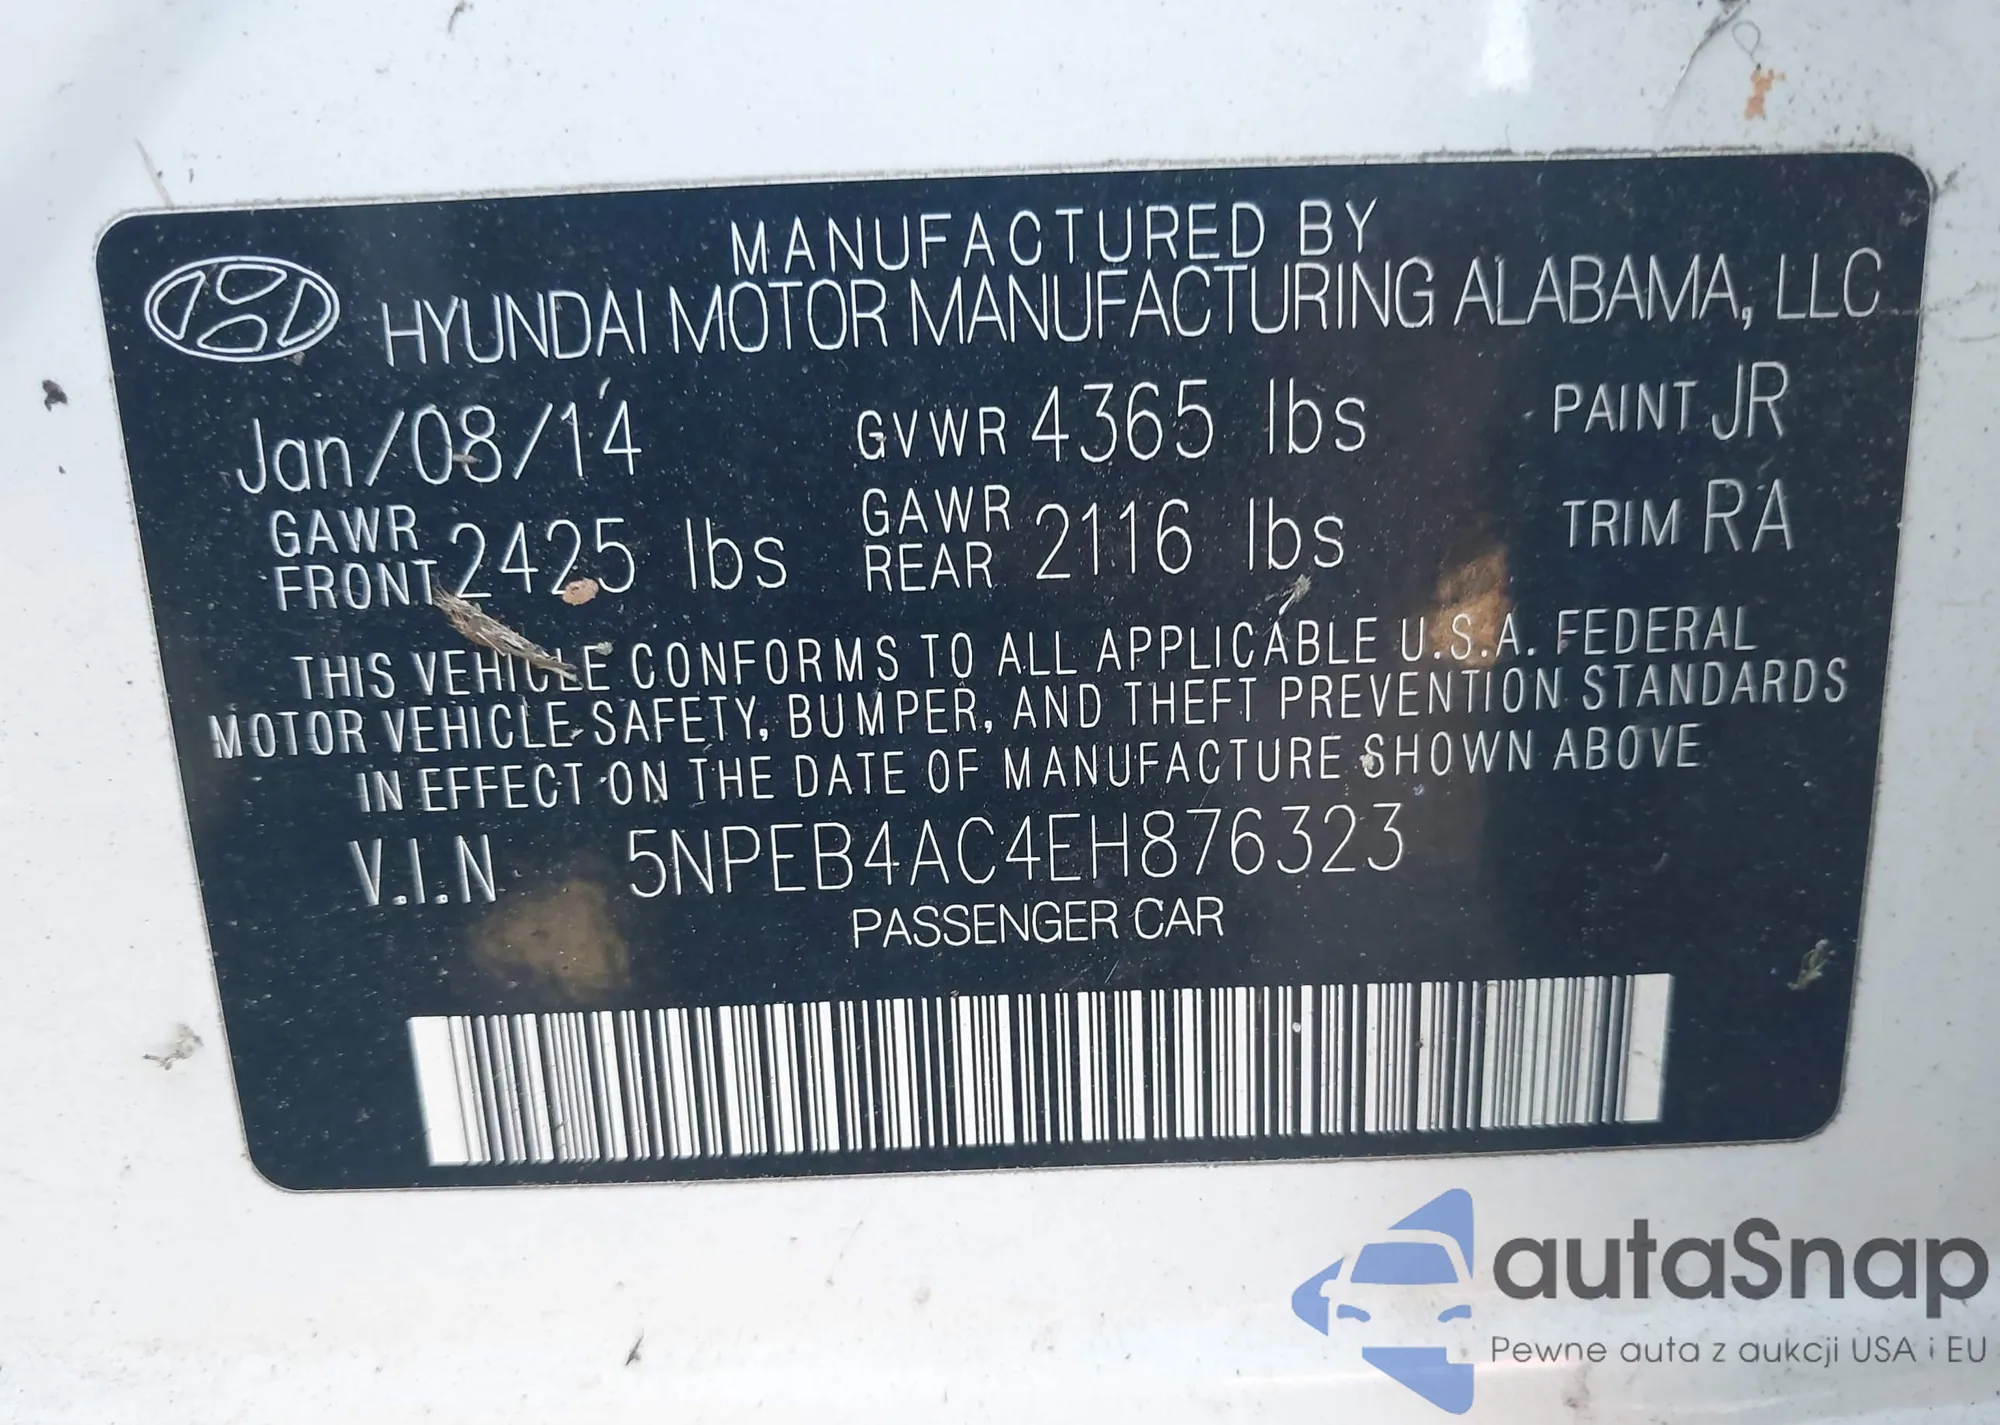 MANUFACTURED BY
HYUNDAI MOTOR MANUFACTURING ALABAMA, LLC
Jan/08/14 GVWR 4365 lbs PAINT JR
GAWR FRONT 2425 lbs GAWR REAR 2116 lbs TRIM RA
THIS VEHICLE CONFORMS TO ALL APPLICABLE U.S.A. FEDERAL
MOTOR VEHICLE SAFETY, BUMPER, AND THEFT PREVENTION STANDARDS
IN EFFECT ON THE DATE OF MANUFACTURE SHOWN ABOVE
V.I.N 5NPEB4AC4EH876323
PASSENGER CAR
autaSnap
Pewne auta z aukcji USA i EU